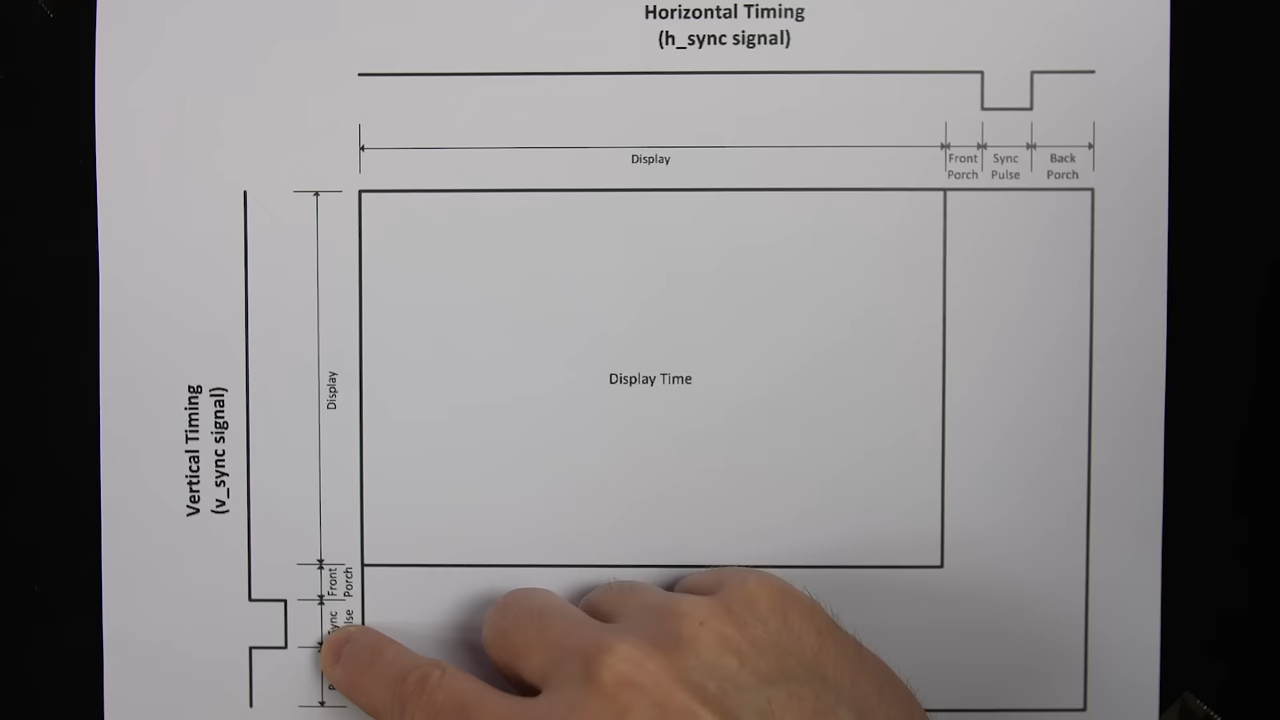 Horizontal Timing
(h_sync signal)
Display
Front
Porch
Sync
Pulse
Back
Porch
Vertical Timing
(v_sync signal)
Display
Display Time
Front
Porch